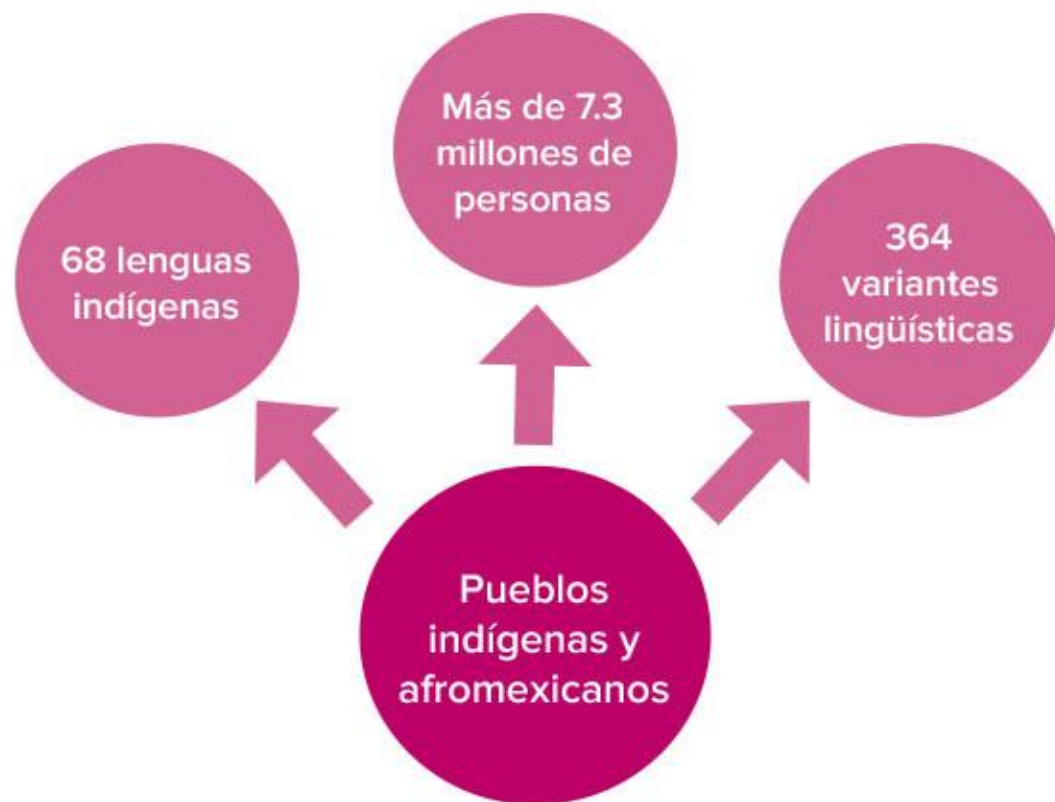 Más de 7.3
millones de
personas
68 lenguas
indígenas
364
variantes
lingüísticas
Pueblos
indígenas y
afromexicanos